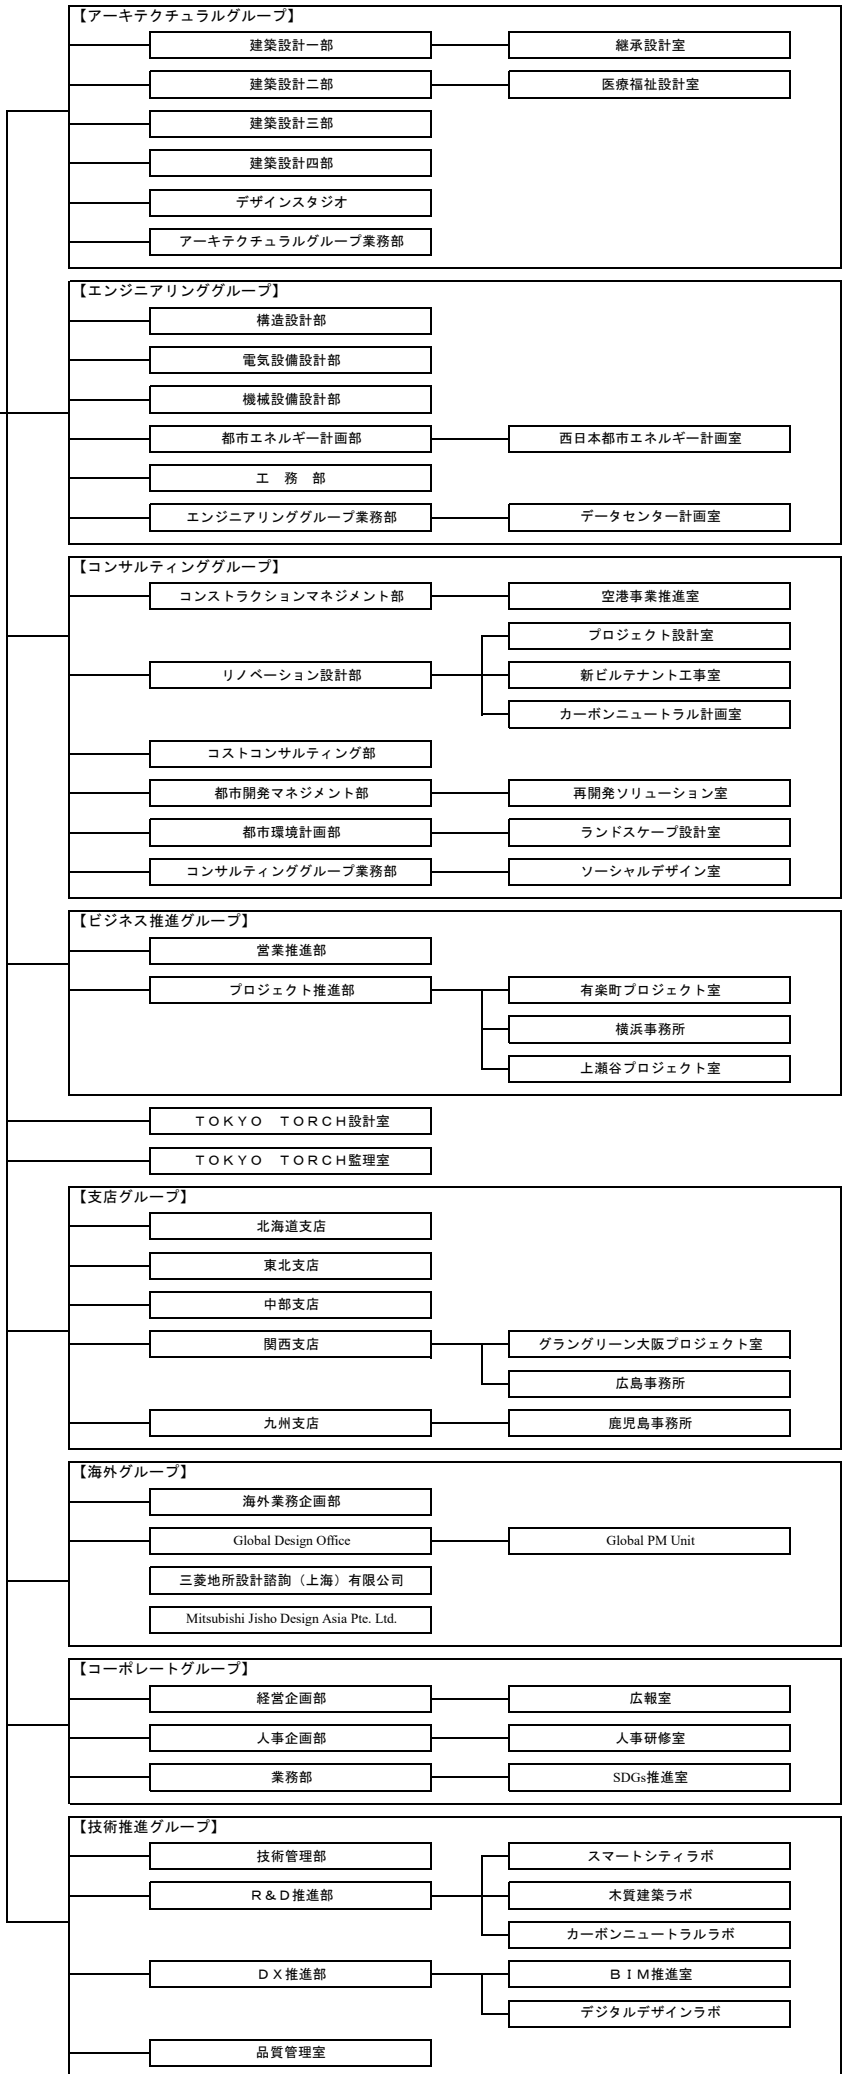 【アーキテクチュラルグループ】
建築設計一部
継承設計室
建築設計二部
医療福祉設計室
建築設計三部
建築設計四部
デザインスタジオ
アーキテクチュラルグループ業務部
【エンジニアリンググループ】
構造設計部
電気設備設計部
機械設備設計部
都市エネルギー計画部
西日本都市エネルギー計画室
工　務　部
エンジニアリンググループ業務部
データセンター計画室
【コンサルティンググループ】
コンストラクションマネジメント部
空港事業推進室
プロジェクト設計室
リノベーション設計部
新ビルテナント工事室
カーボンニュートラル計画室
コストコンサルティング部
都市開発マネジメント部
再開発ソリューション室
都市環境計画部
ランドスケープ設計室
コンサルティンググループ業務部
ソーシャルデザイン室
【ビジネス推進グループ】
営業推進部
プロジェクト推進部
有楽町プロジェクト室
横浜事務所
上瀬谷プロジェクト室
ＴＯＫＹＯ　ＴＯＲＣＨ設計室
ＴＯＫＹＯ　ＴＯＲＣＨ監理室
【支店グループ】
北海道支店
東北支店
中部支店
関西支店
グラングリーン大阪プロジェクト室
広島事務所
九州支店
鹿児島事務所
【海外グループ】
海外業務企画部
Global Design Office
Global PM Unit
三菱地所設計諮詢（上海）有限公司
Mitsubishi Jisho Design Asia Pte. Ltd.
【コーポレートグループ】
経営企画部
広報室
人事企画部
人事研修室
業務部
SDGs推進室
【技術推進グループ】
技術管理部
スマートシティラボ
Ｒ＆Ｄ推進部
木質建築ラボ
カーボンニュートラルラボ
ＤＸ推進部
ＢＩＭ推進室
デジタルデザインラボ
品質管理室